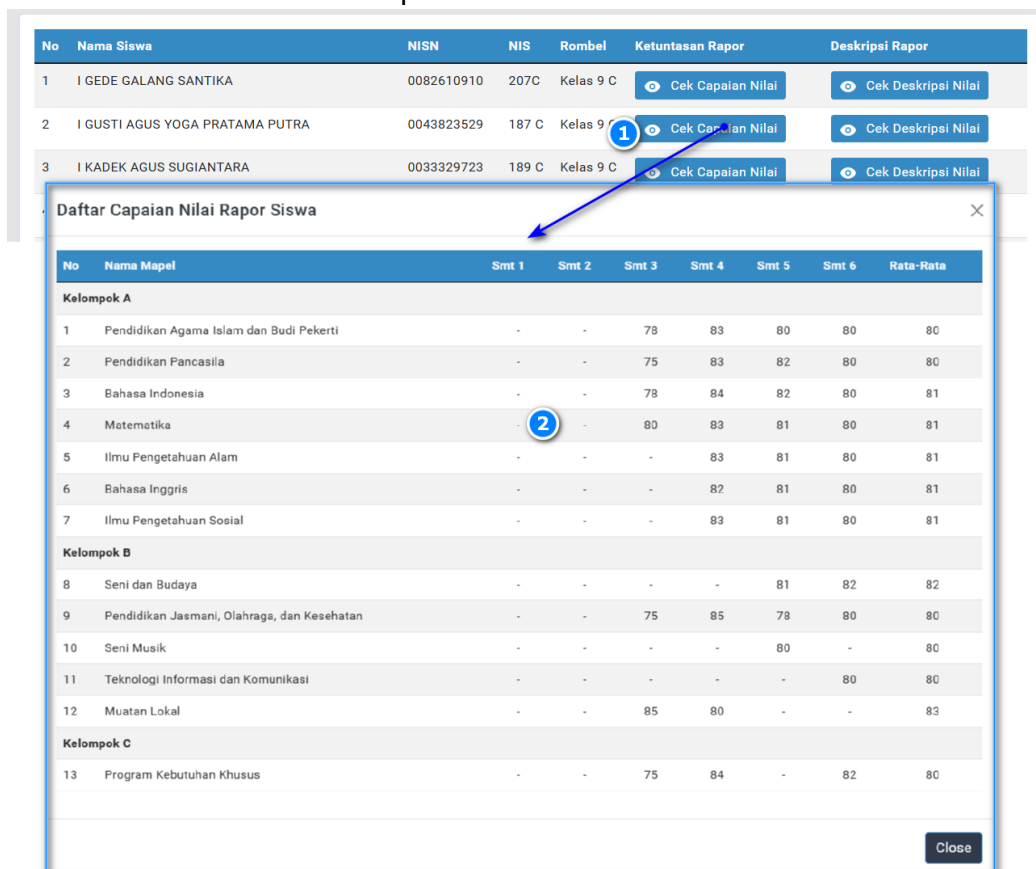 No Nama Siswa NISN NIS Rombel Ketuntasan Rapor Deskripsi Rapor
1 I GEDE GALANG SANTIKA 0082610910 207C Kelas 9 C Cek Capaian Nilai Cek Deskripsi Nilai
2 I GUSTI AGUS YOGA PRATAMA PUTRA 0043823529 187 C Kelas 9 1 Cek Capaian Nilai Cek Deskripsi Nilai
3 I KADEK AGUS SUGIANTARA 0033329723 189 C Kelas 9 C Cek Capaian Nilai Cek Deskripsi Nilai
Daftar Capaian Nilai Rapor Siswa
No Nama Mapel Smt 1 Smt 2 Smt 3 Smt 4 Smt 5 Smt 6 Rata-Rata
Kelompok A
1 Pendidikan Agama Islam dan Budi Pekerti - - 78 83 80 80 80
2 Pendidikan Pancasila - - 75 83 82 80 80
3 Bahasa Indonesia - - 78 84 82 80 81
4 Matematika - 2 - 80 83 81 80 81
5 Ilmu Pengetahuan Alam - - - 83 81 80 81
6 Bahasa Inggris - - - 82 81 80 81
7 Ilmu Pengetahuan Sosial - - - 83 81 80 81
Kelompok B
8 Seni dan Budaya - - - - 81 82 82
9 Pendidikan Jasmani, Olahraga, dan Kesehatan - - 75 85 78 80 80
10 Seni Musik - - - - 80 - 80
11 Teknologi Informasi dan Komunikasi - - - - - 80 80
12 Muatan Lokal - - 85 80 - - 83
Kelompok C
13 Program Kebutuhan Khusus - - 75 84 - 82 80
Close